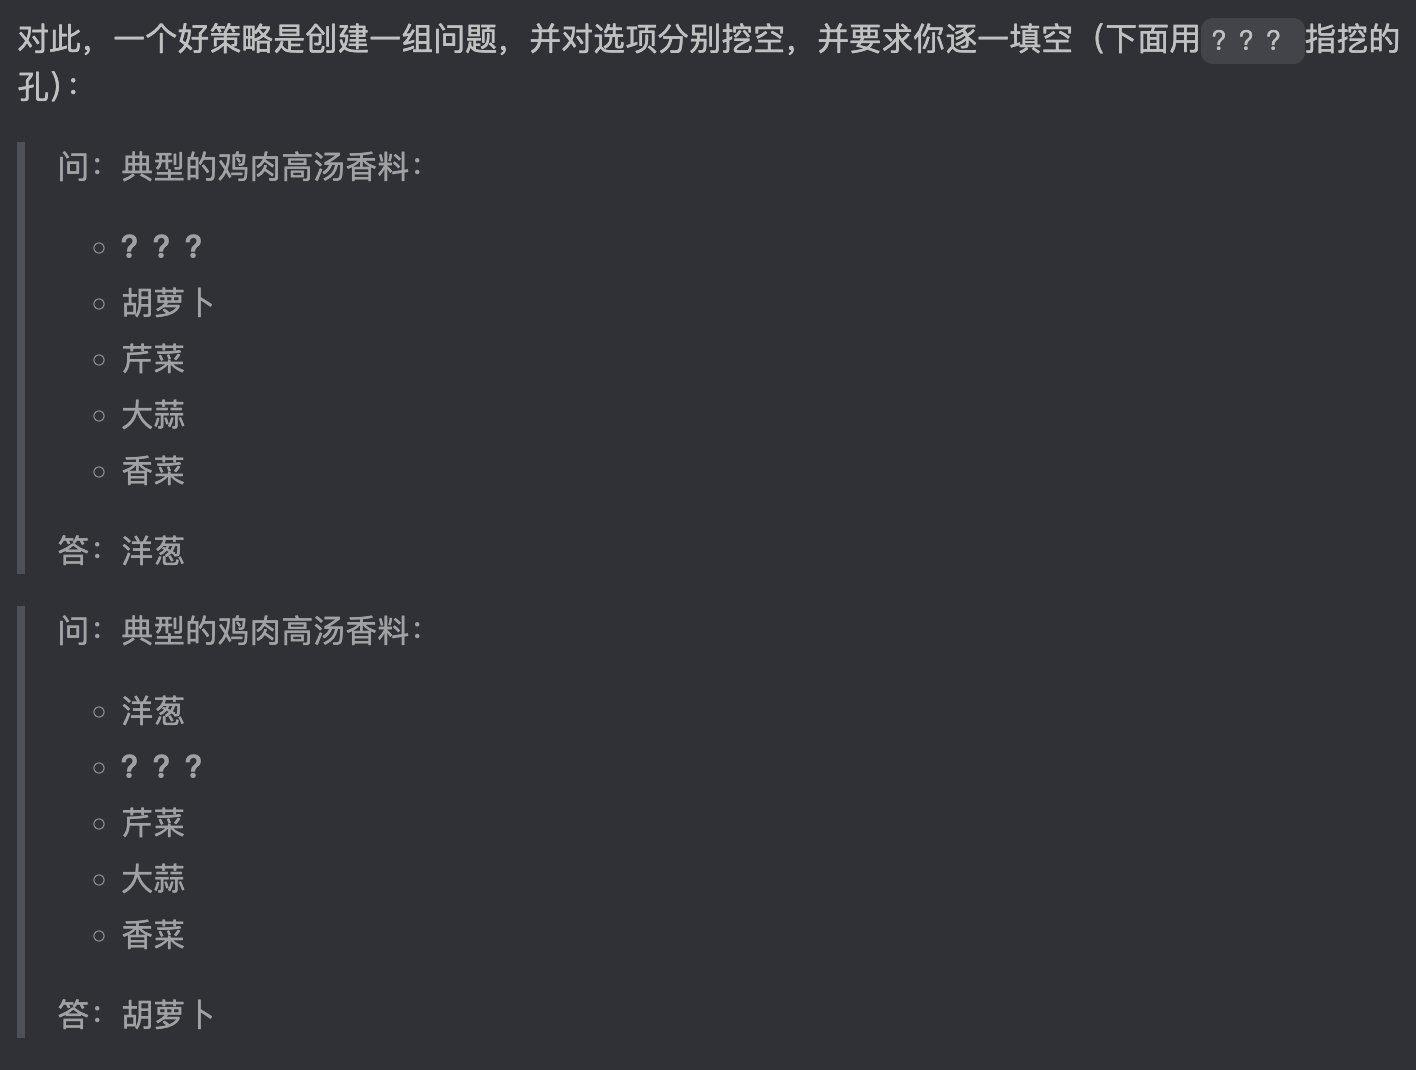 对此，一个好策略是创建一组问题，并对选项分别挖空，并要求你逐一填空（下面用 ？？？ 指挖的
孔）：
问：典型的鸡肉高汤香料：
？？？
胡萝卜
芹菜
大蒜
香菜
答：洋葱
问：典型的鸡肉高汤香料：
洋葱
？？？
芹菜
大蒜
香菜
答：胡萝卜